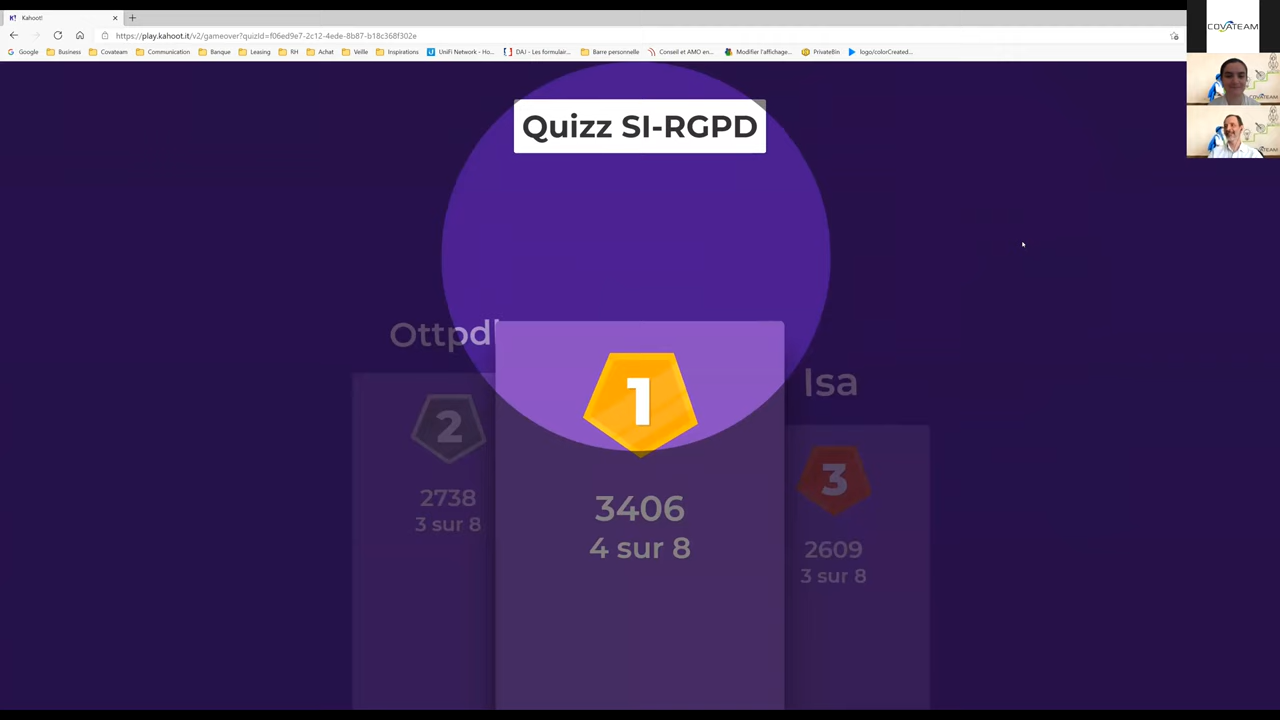 Kahoot!
https://play.kahoot.it/v2/gameover?quizId=f06ed9e7-2c12-4ede-8b87-b18c368f302e
Google Business Covateam Communication Banque Leasing RH Achat Veille Inspirations UniFi Network - Ho... DAJ - Les formulair... Barre personnelle Conseil et AMO en... Modifier l'affichage... PrivateBin logo/colorCreated...
COVATEAM
COVATEAM
COVATEAM
Quizz SI-RGPD
Isa
1
2
3
3406
4 sur 8
2738
3 sur 8
2609
3 sur 8